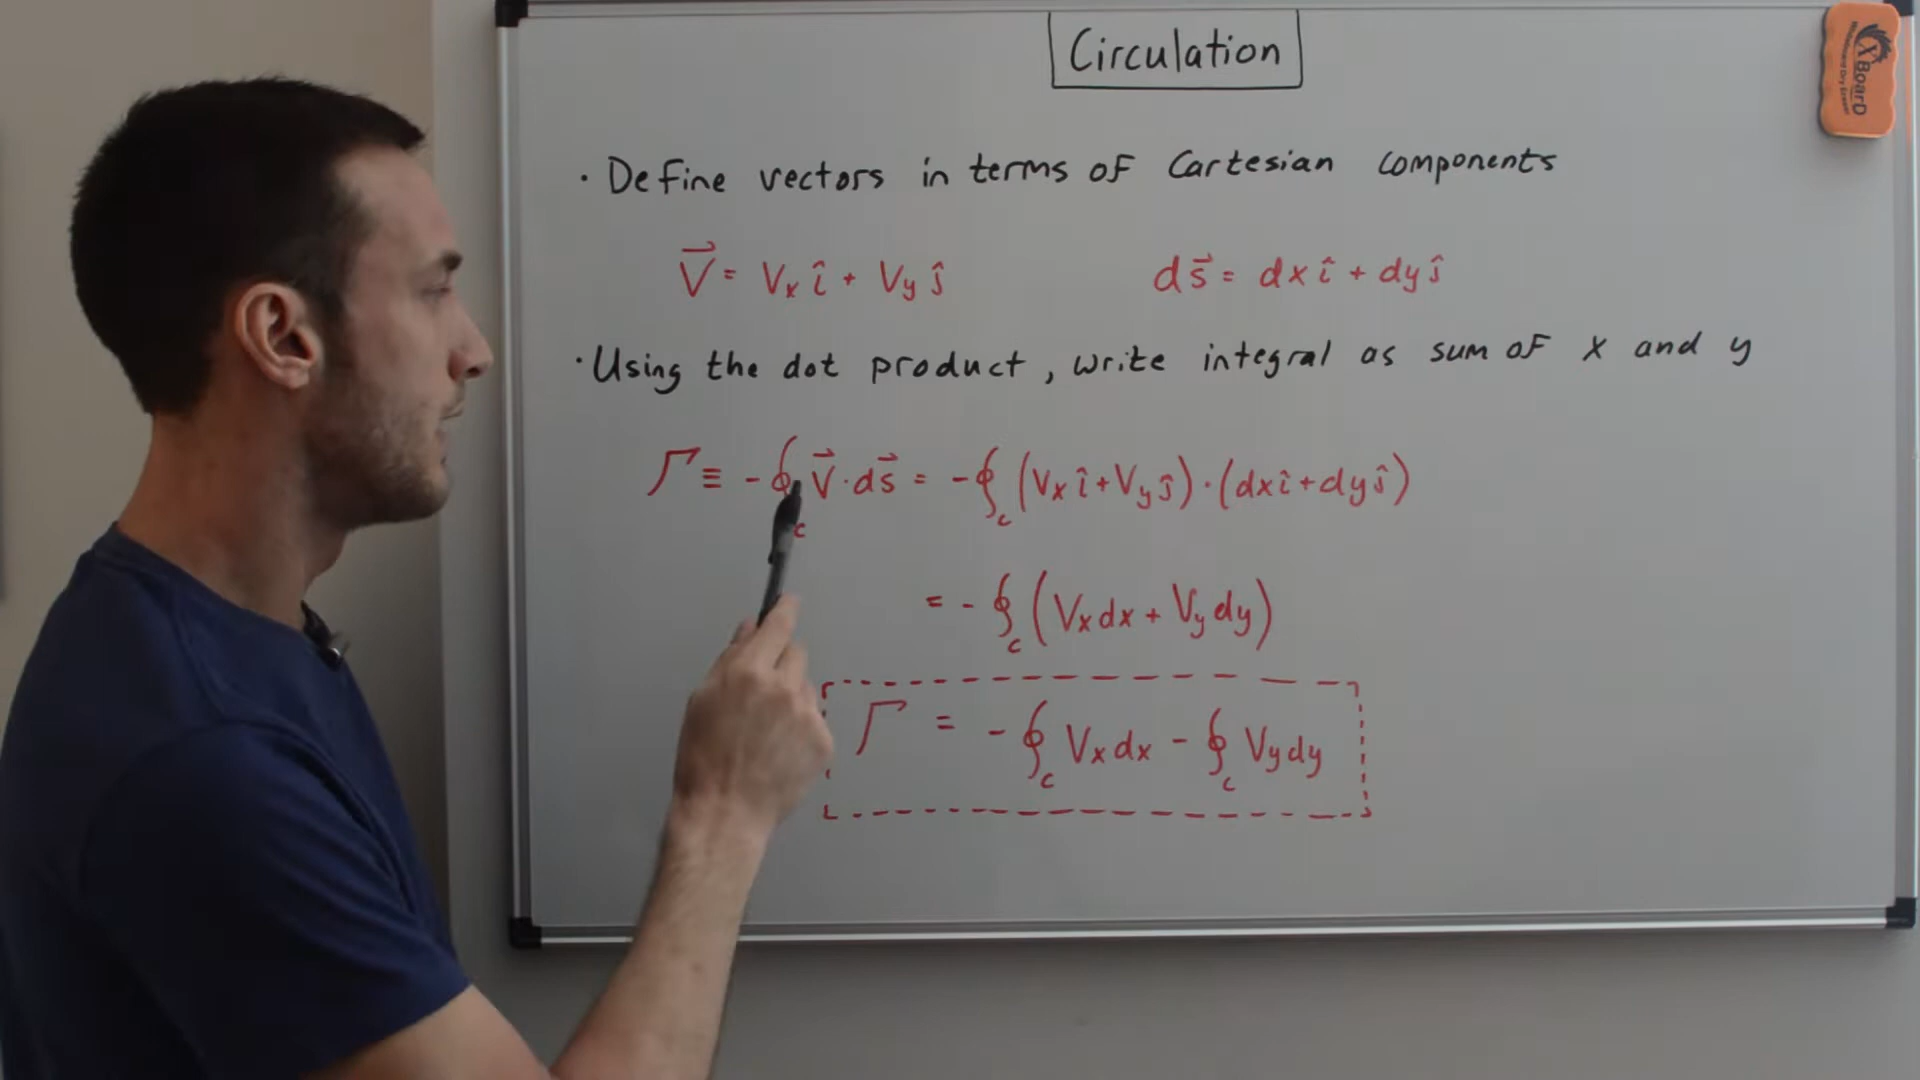 Circulation
XBoarD
· Define vectors in terms of Cartesian components
V⃗ = Vx î + Vy ĵ    ds⃗ = dx î + dy ĵ
· Using the dot product, write integral as sum of x and y
Γ ≡ -∮c V⃗ · ds⃗ = -∮c (Vx î + Vy ĵ) · (dx î + dy ĵ)
= -∮c (Vx dx + Vy dy)
Γ = -∮c Vx dx - ∮c Vy dy